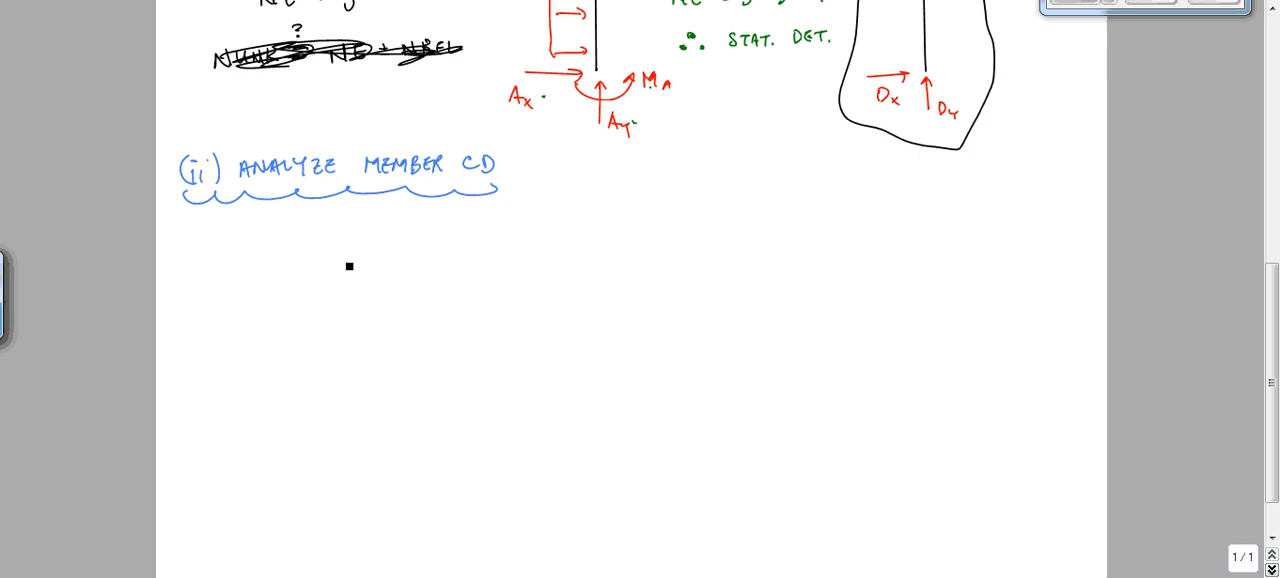 ?
STAT. DET.
Ax
MA
Ay
Dx
Dy
(ii) ANALYZE MEMBER CD
1 / 1